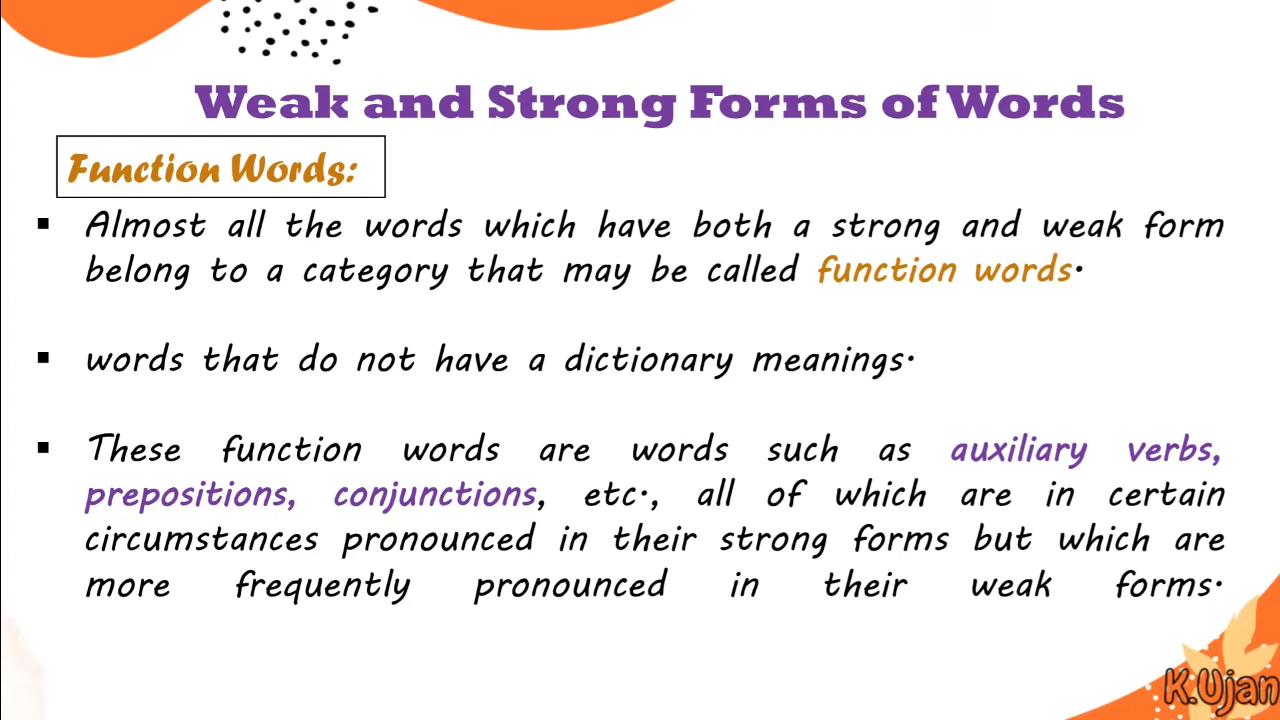 Weak and Strong Forms of Words
Function Words:
▪ Almost all the words which have both a strong and weak form
belong to a category that may be called function words.
▪ words that do not have a dictionary meanings.
▪ These function words are words such as auxiliary verbs,
prepositions, conjunctions, etc., all of which are in certain
circumstances pronounced in their strong forms but which are
more frequently pronounced in their weak forms.
K.Ujan